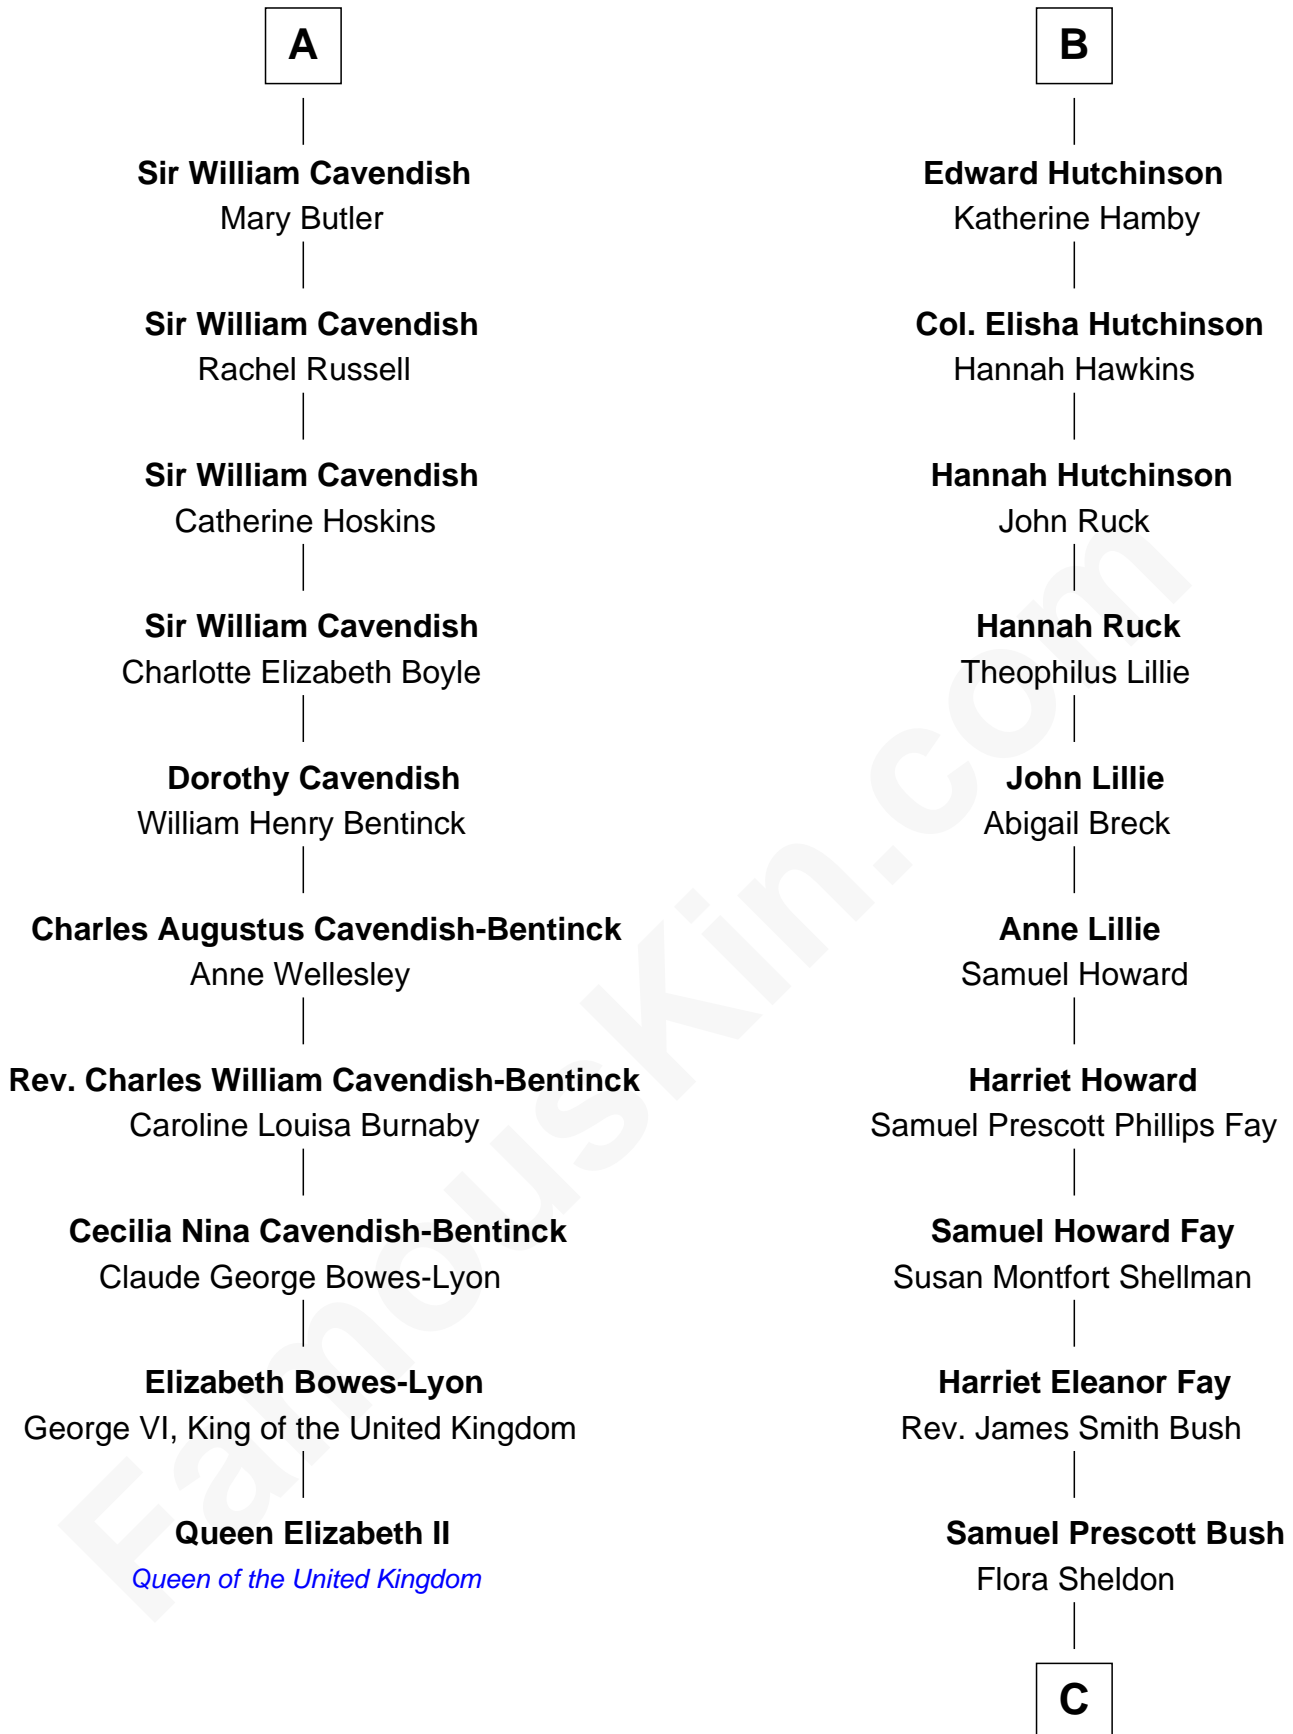 A
Sir William Cavendish
Mary Butler
Sir William Cavendish
Rachel Russell
Sir William Cavendish
Catherine Hoskins
Sir William Cavendish
Charlotte Elizabeth Boyle
Dorothy Cavendish
William Henry Bentinck
Charles Augustus Cavendish-Bentinck
Anne Wellesley
Rev. Charles William Cavendish-Bentinck
Caroline Louisa Burnaby
Cecilia Nina Cavendish-Bentinck
Claude George Bowes-Lyon
Elizabeth Bowes-Lyon
George VI, King of the United Kingdom
Queen Elizabeth II
Queen of the United Kingdom
B
Edward Hutchinson
Katherine Hamby
Col. Elisha Hutchinson
Hannah Hawkins
Hannah Hutchinson
John Ruck
Hannah Ruck
Theophilus Lillie
John Lillie
Abigail Breck
Anne Lillie
Samuel Howard
Harriet Howard
Samuel Prescott Phillips Fay
Samuel Howard Fay
Susan Montfort Shellman
Harriet Eleanor Fay
Rev. James Smith Bush
Samuel Prescott Bush
Flora Sheldon
C
FamousKin.com